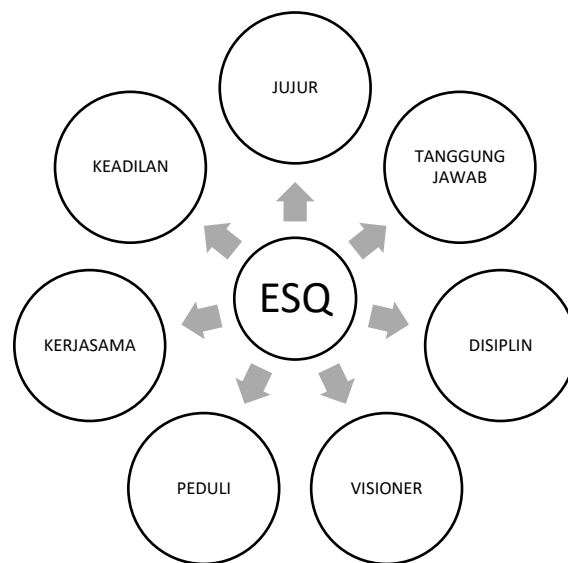 JUJUR
TANGGUNG
JAWAB
KEADILAN
ESQ
KERJASAMA
DISIPLIN
PEDULI
VISIONER